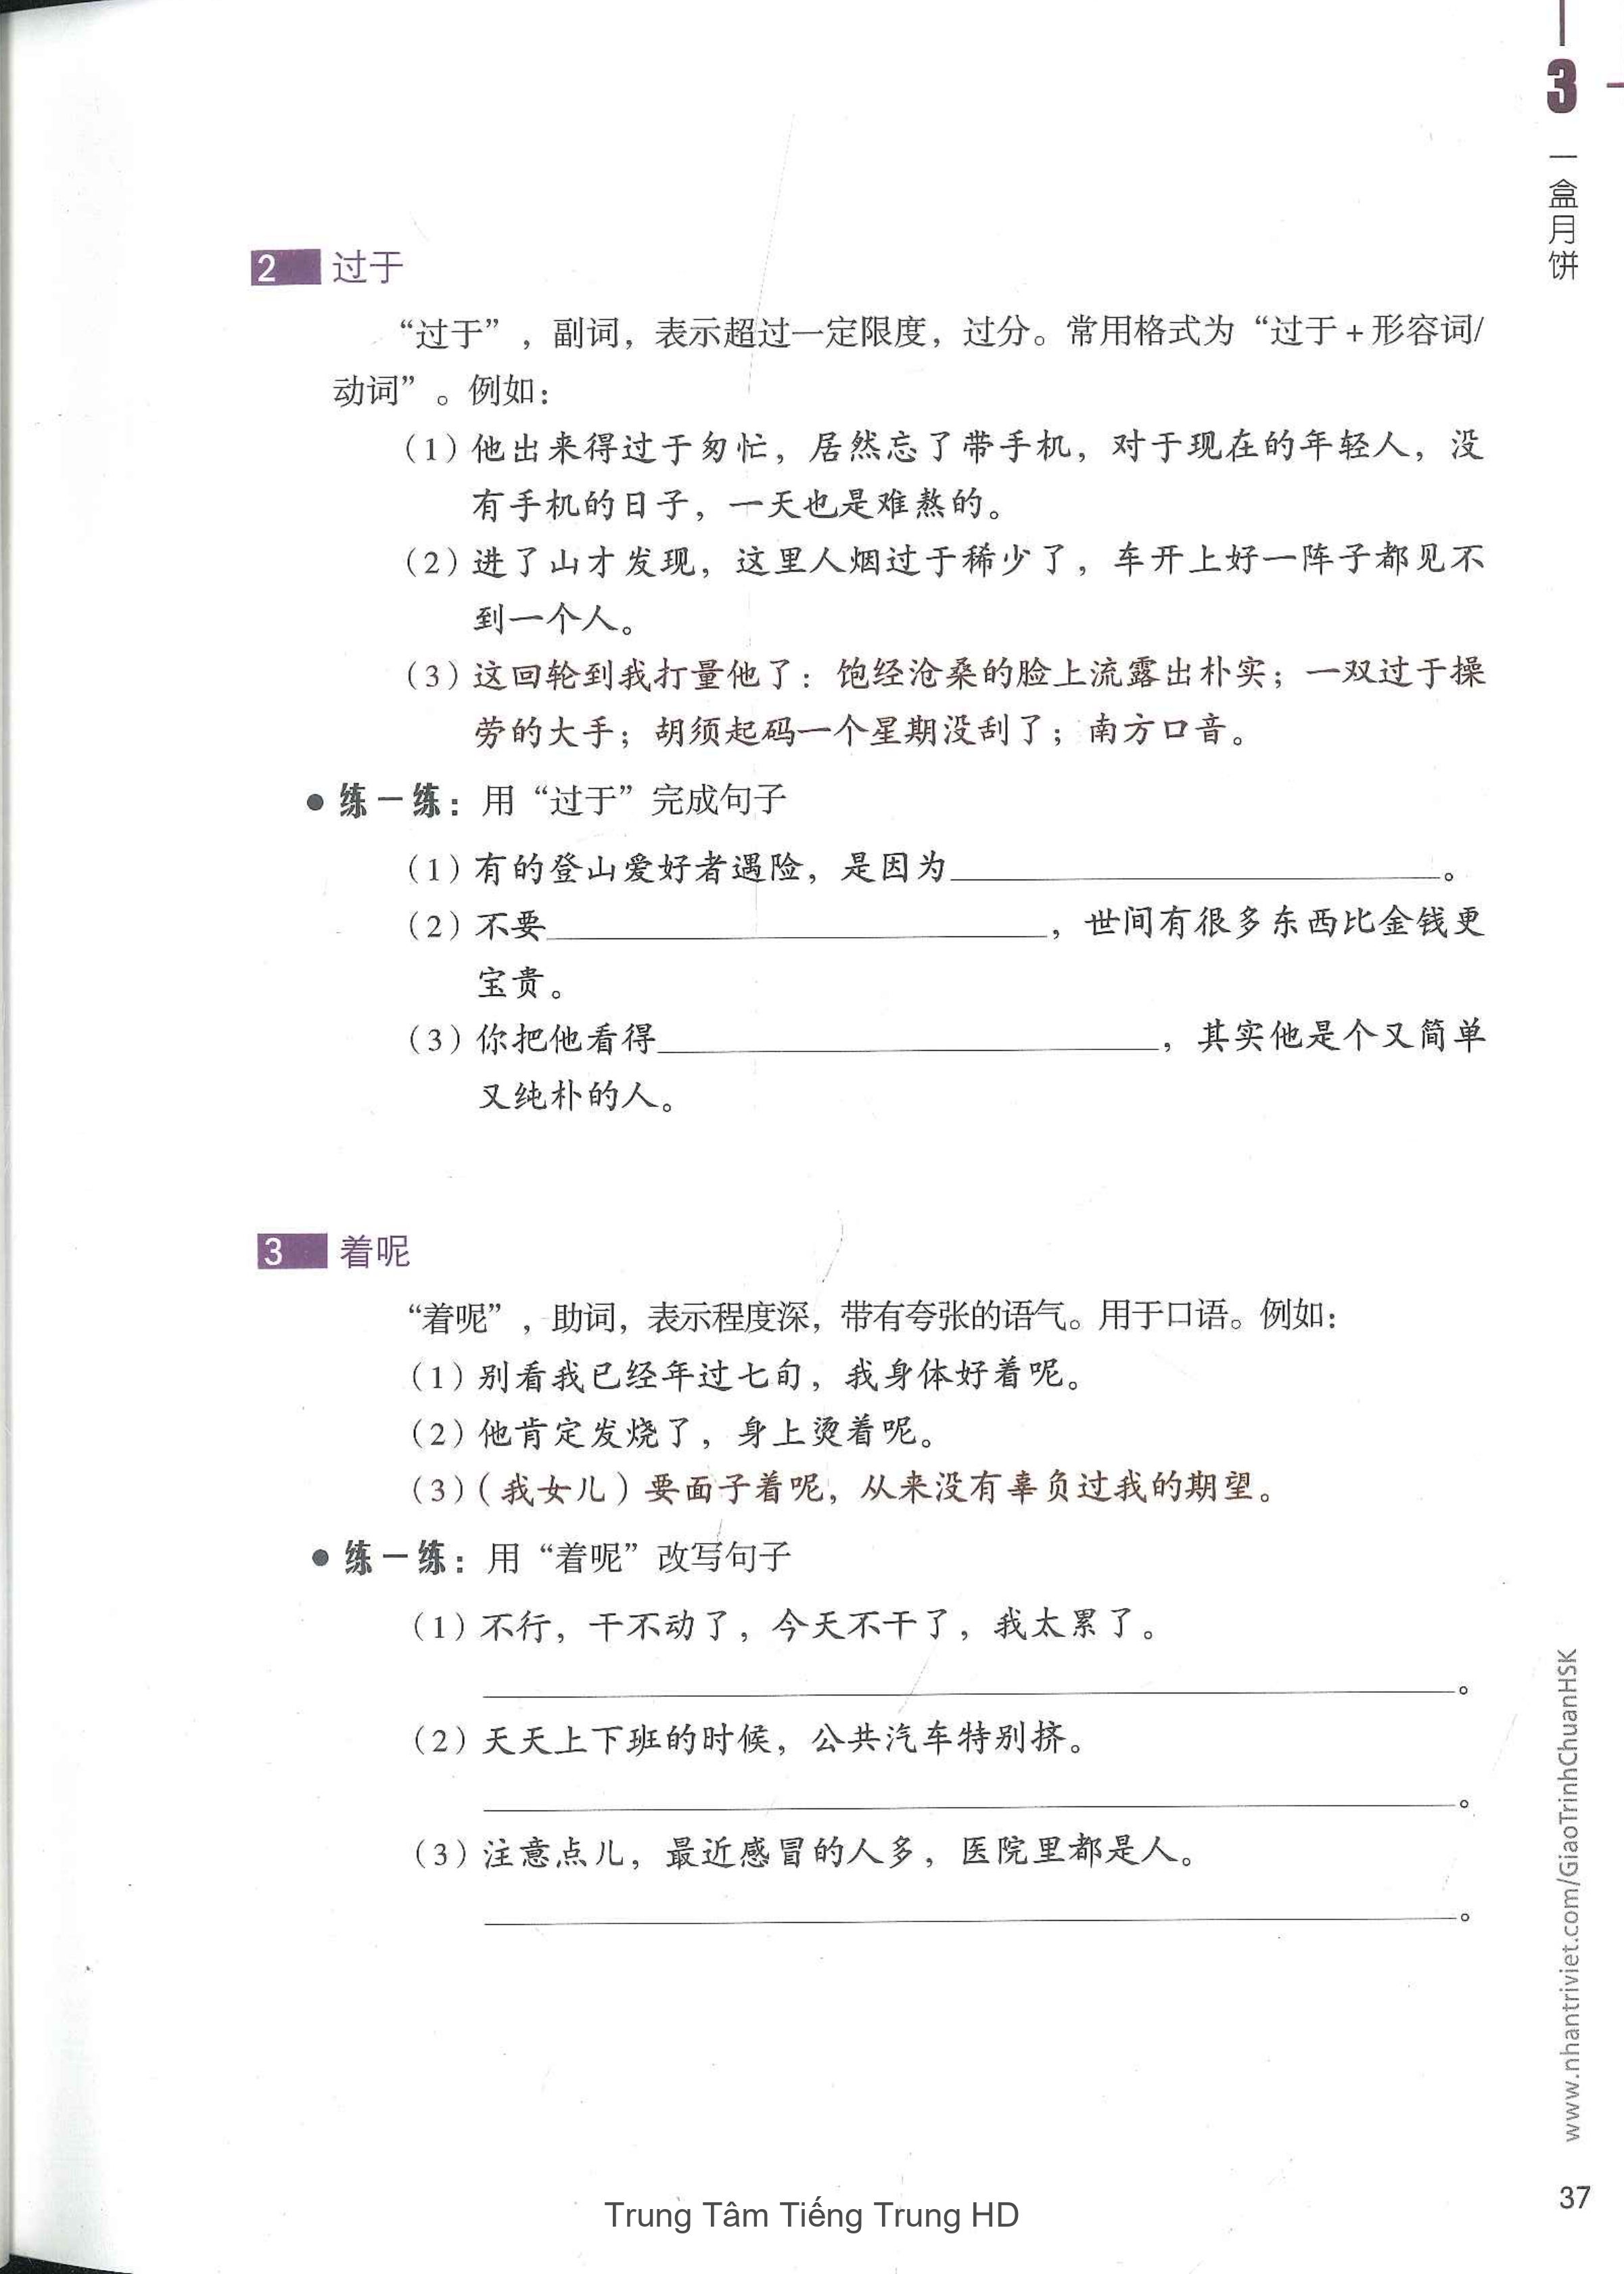 3
一盒月饼
2 过于
“过于”，副词，表示超过一定限度，过分。常用格式为“过于+形容词/
动词”。例如：
（1）他出来得过于匆忙，居然忘了带手机，对于现在的年轻人，没
有手机的日子，一天也是难熬的。
（2）进了山才发现，这里人烟过于稀少了，车开上好一阵子都见不
到一个人。
（3）这回轮到我打量他了：饱经沧桑的脸上流露出朴实；一双过于操
劳的大手；胡须起码一个星期没刮了；南方口音。
● 练一练：用“过于”完成句子
（1）有的登山爱好者遇险，是因为＿＿＿＿＿＿＿＿。
（2）不要＿＿＿＿＿＿＿＿，世间有很多东西比金钱更
宝贵。
（3）你把他看得＿＿＿＿＿＿＿＿，其实他是个又简单
又纯朴的人。
3 着呢
“着呢”，助词，表示程度深，带有夸张的语气。用于口语。例如：
（1）别看我已经年过七旬，我身体好着呢。
（2）他肯定发烧了，身上烫着呢。
（3）（我女儿）要面子着呢，从来没有辜负过我的期望。
● 练一练：用“着呢”改写句子
（1）不行，干不动了，今天不干了，我太累了。
＿＿＿＿＿＿＿＿＿＿＿＿＿＿＿＿。
（2）天天上下班的时候，公共汽车特别挤。
＿＿＿＿＿＿＿＿＿＿＿＿＿＿＿＿。
（3）注意点儿，最近感冒的人多，医院里都是人。
＿＿＿＿＿＿＿＿＿＿＿＿＿＿＿＿。
www.nhantriviet.com/GiaoTrinhChuanHSK
37
Trung Tâm Tiếng Trung HD